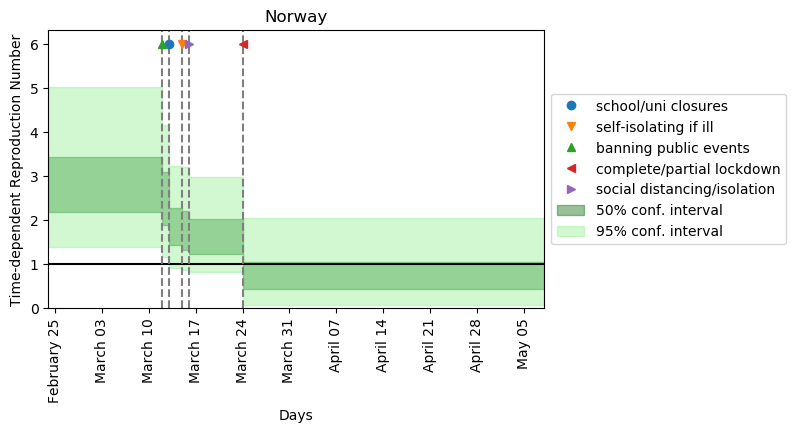 Norway
Time-dependent Reproduction Number
6
5
4
3
2
1
0
February 25
March 03
March 10
March 17
March 24
March 31
April 07
April 14
April 21
April 28
May 05
Days
school/uni closures
self-isolating if ill
banning public events
complete/partial lockdown
social distancing/isolation
50% conf. interval
95% conf. interval